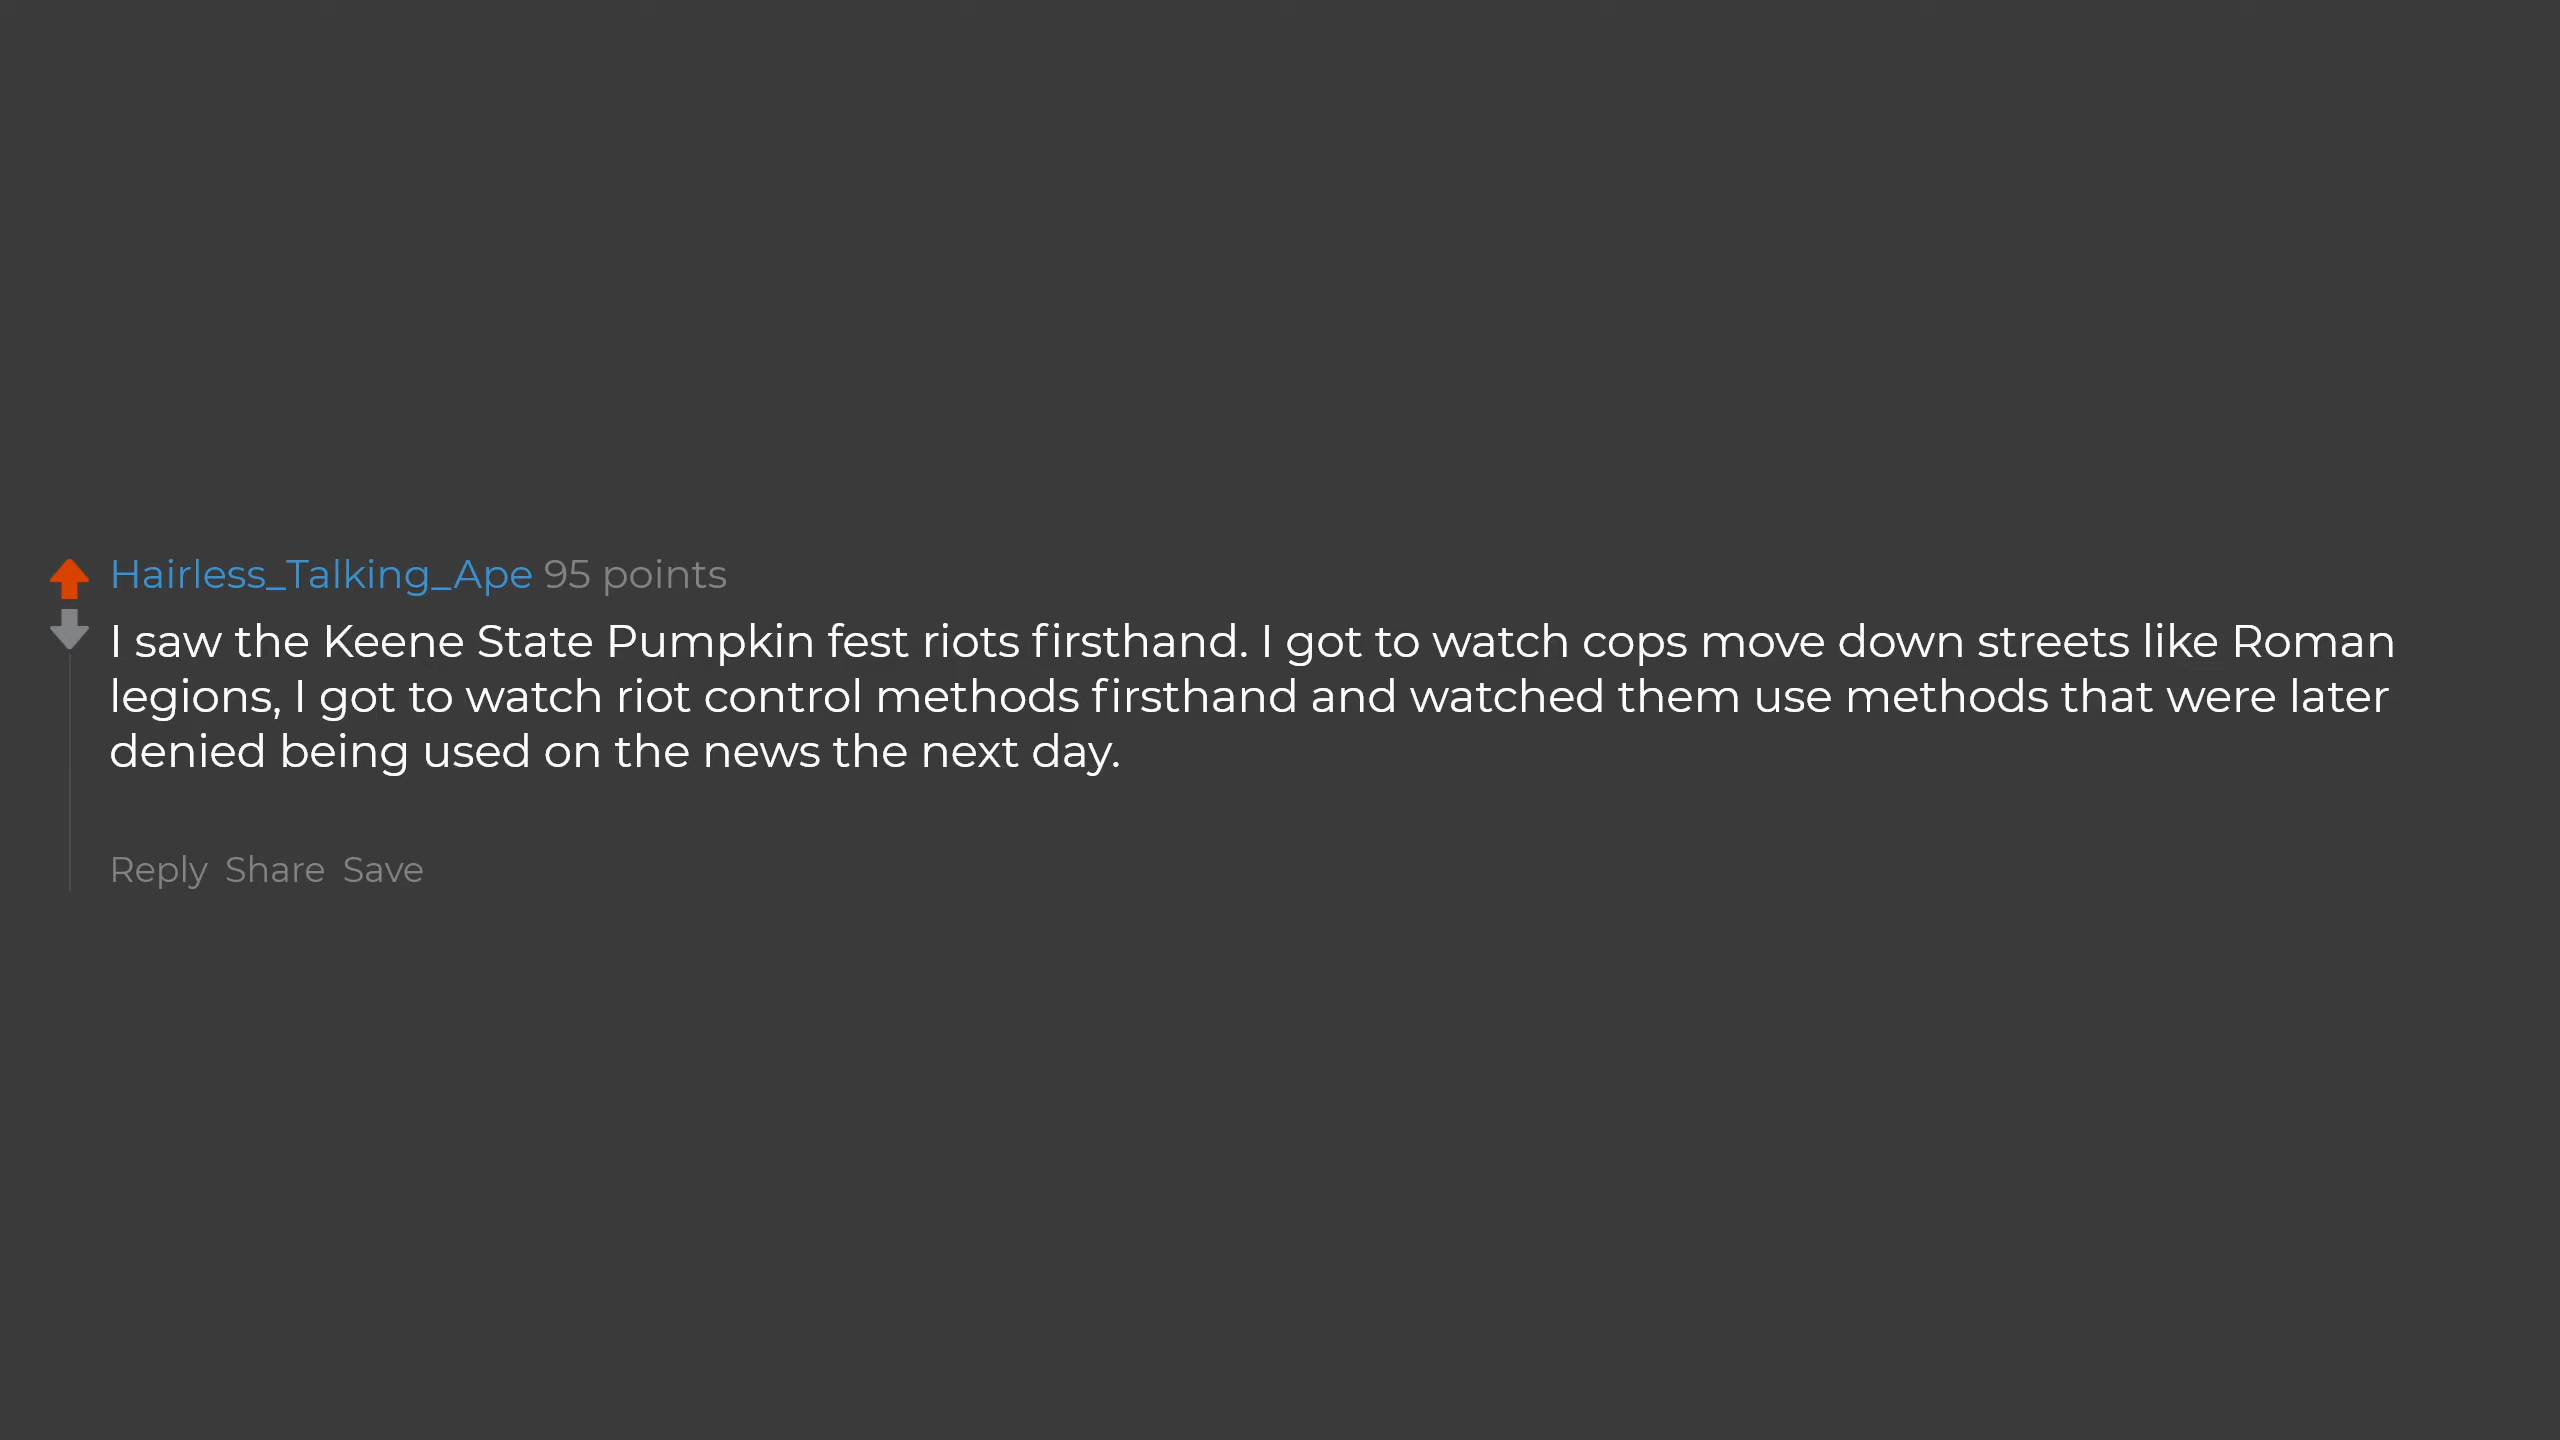 Hairless_Talking_Ape 95 points
I saw the Keene State Pumpkin fest riots firsthand. I got to watch cops move down streets like Roman
legions, I got to watch riot control methods firsthand and watched them use methods that were later
denied being used on the news the next day.
Reply Share Save